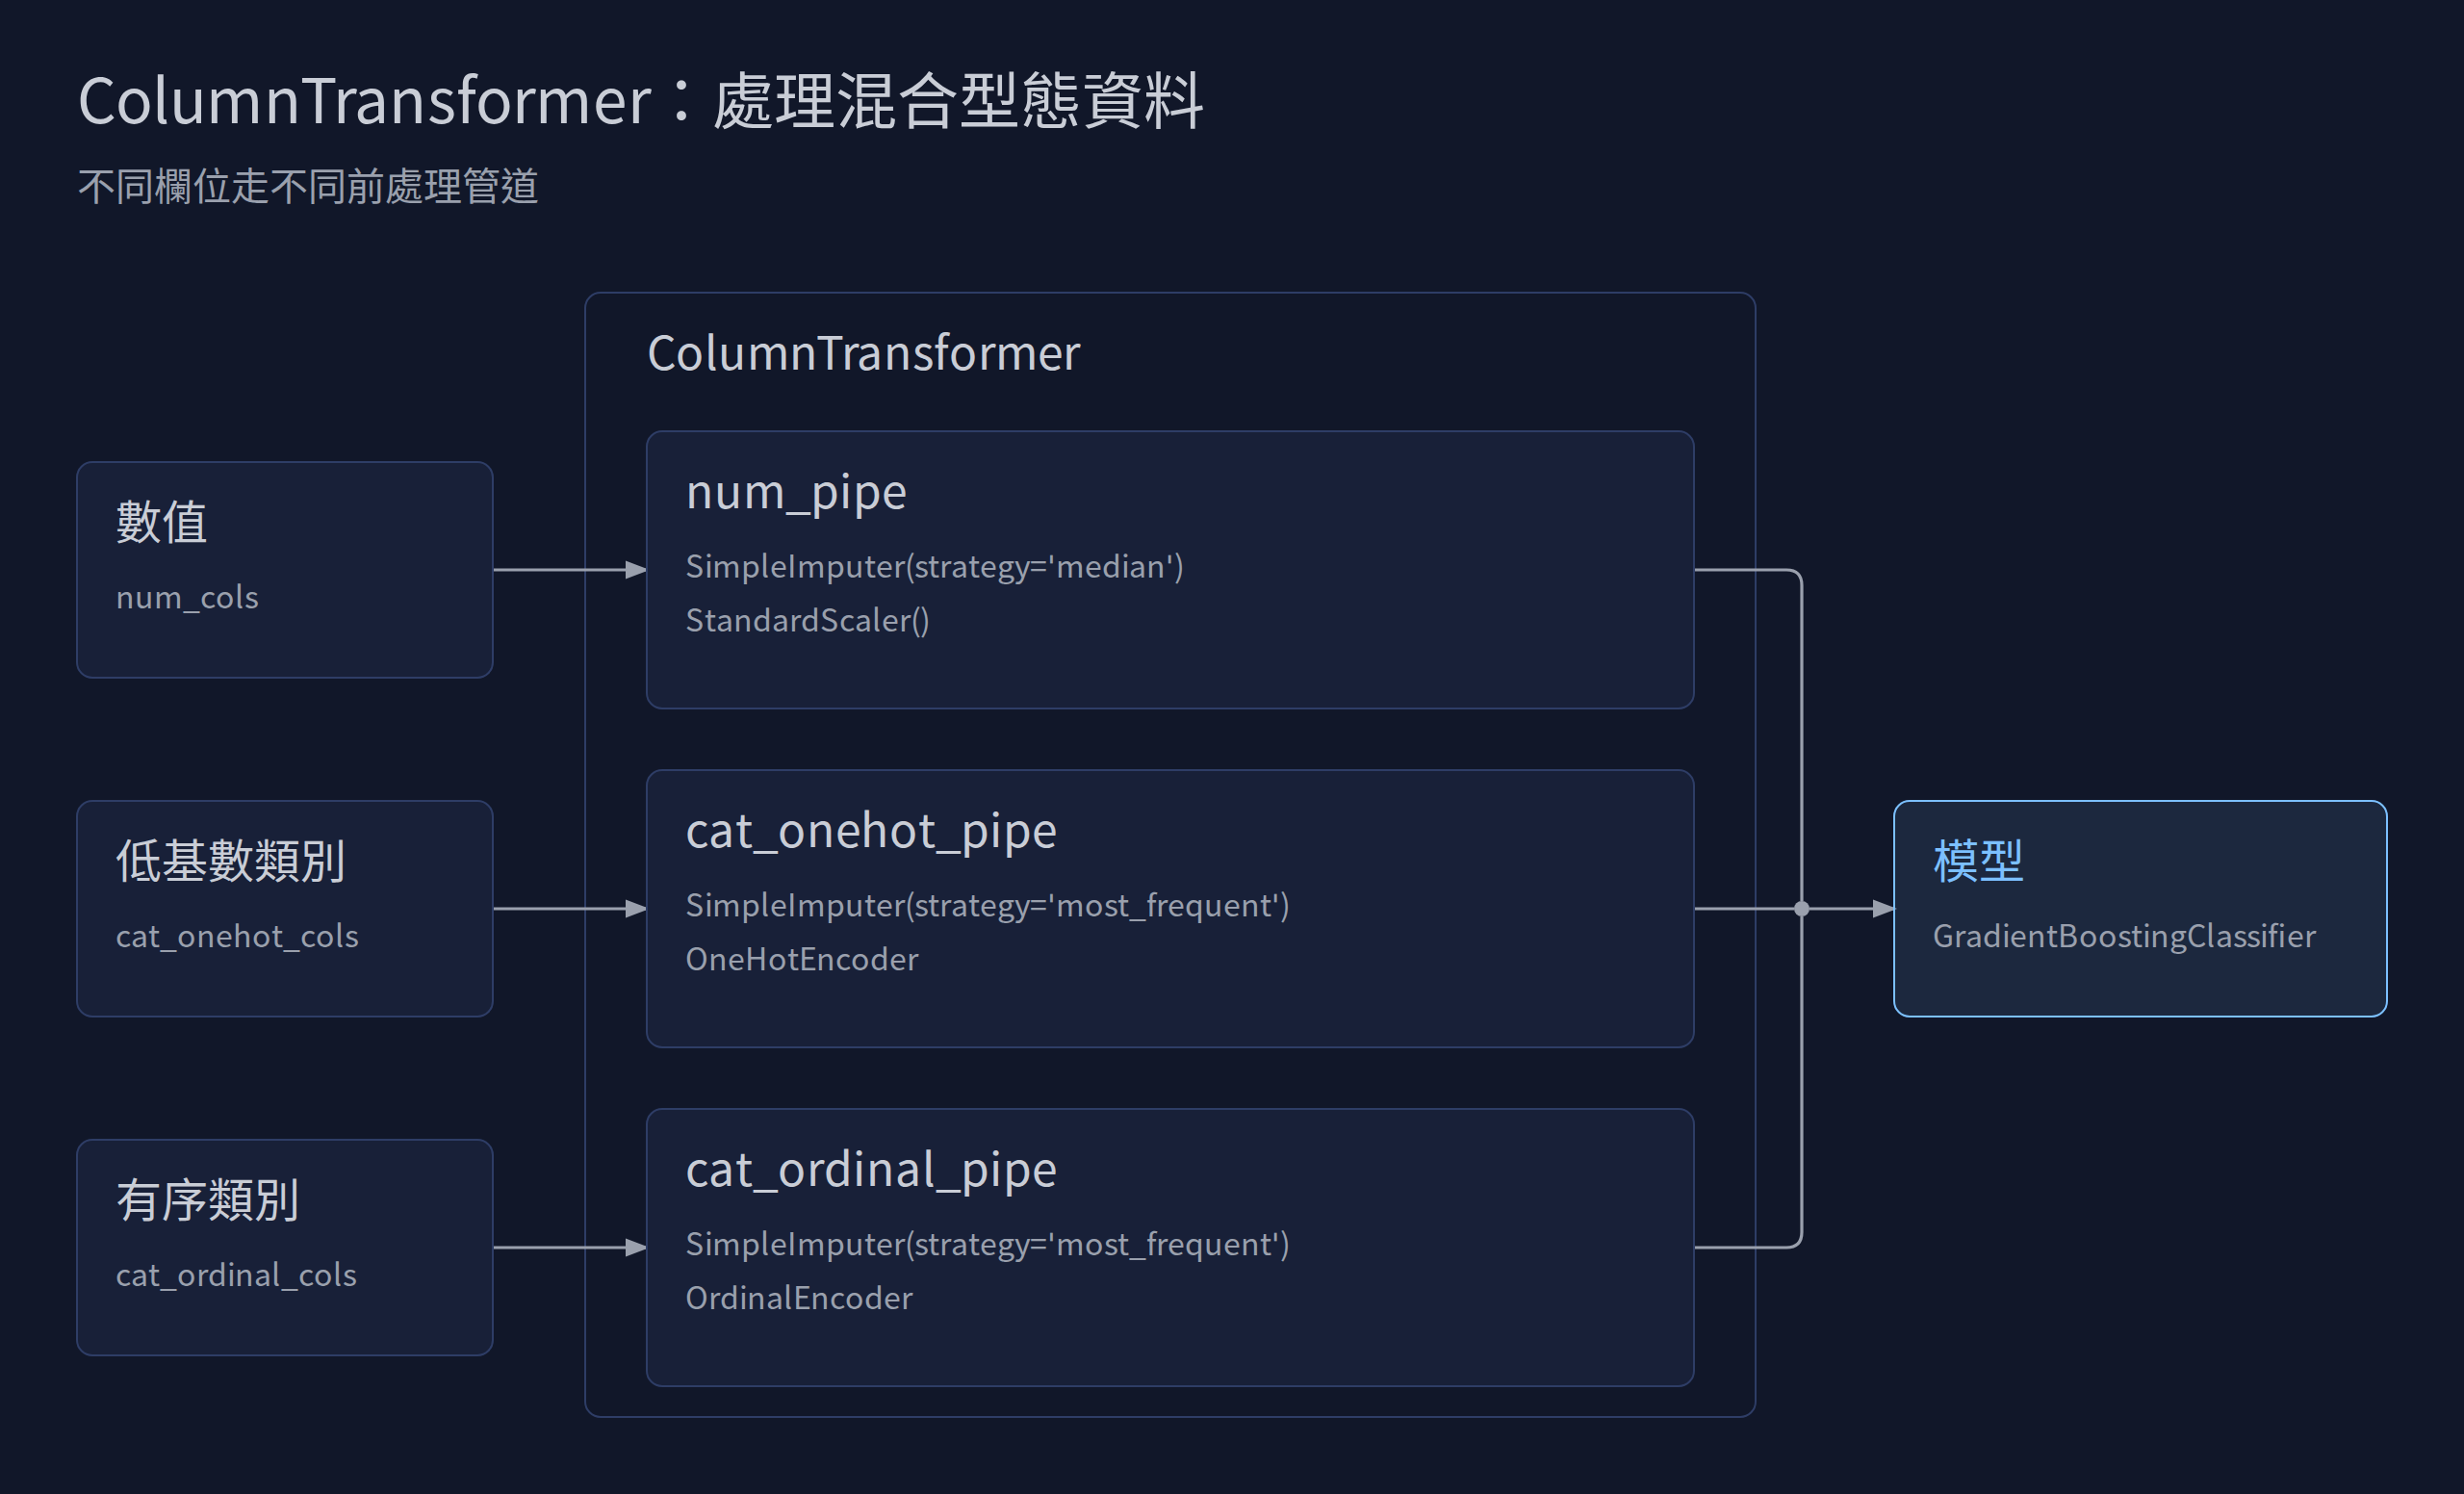 ColumnTransformer：處理混合型態資料
不同欄位走不同前處理管道
ColumnTransformer
數值
num_cols
num_pipe
SimpleImputer(strategy='median')
StandardScaler()
低基數類別
cat_onehot_cols
cat_onehot_pipe
SimpleImputer(strategy='most_frequent')
OneHotEncoder
有序類別
cat_ordinal_cols
cat_ordinal_pipe
SimpleImputer(strategy='most_frequent')
OrdinalEncoder
模型
GradientBoostingClassifier